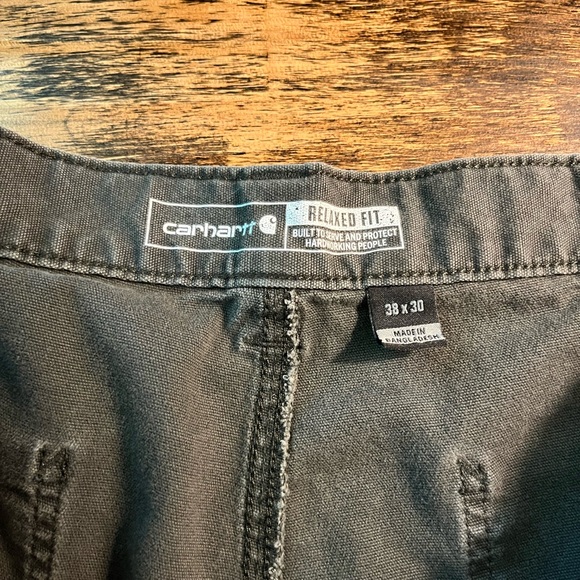 carhartt
RELAXED FIT
BUILT TO SERVE AND PROTECT
HARDWORKING PEOPLE
38 x 30
MADE IN
BANGLADESH